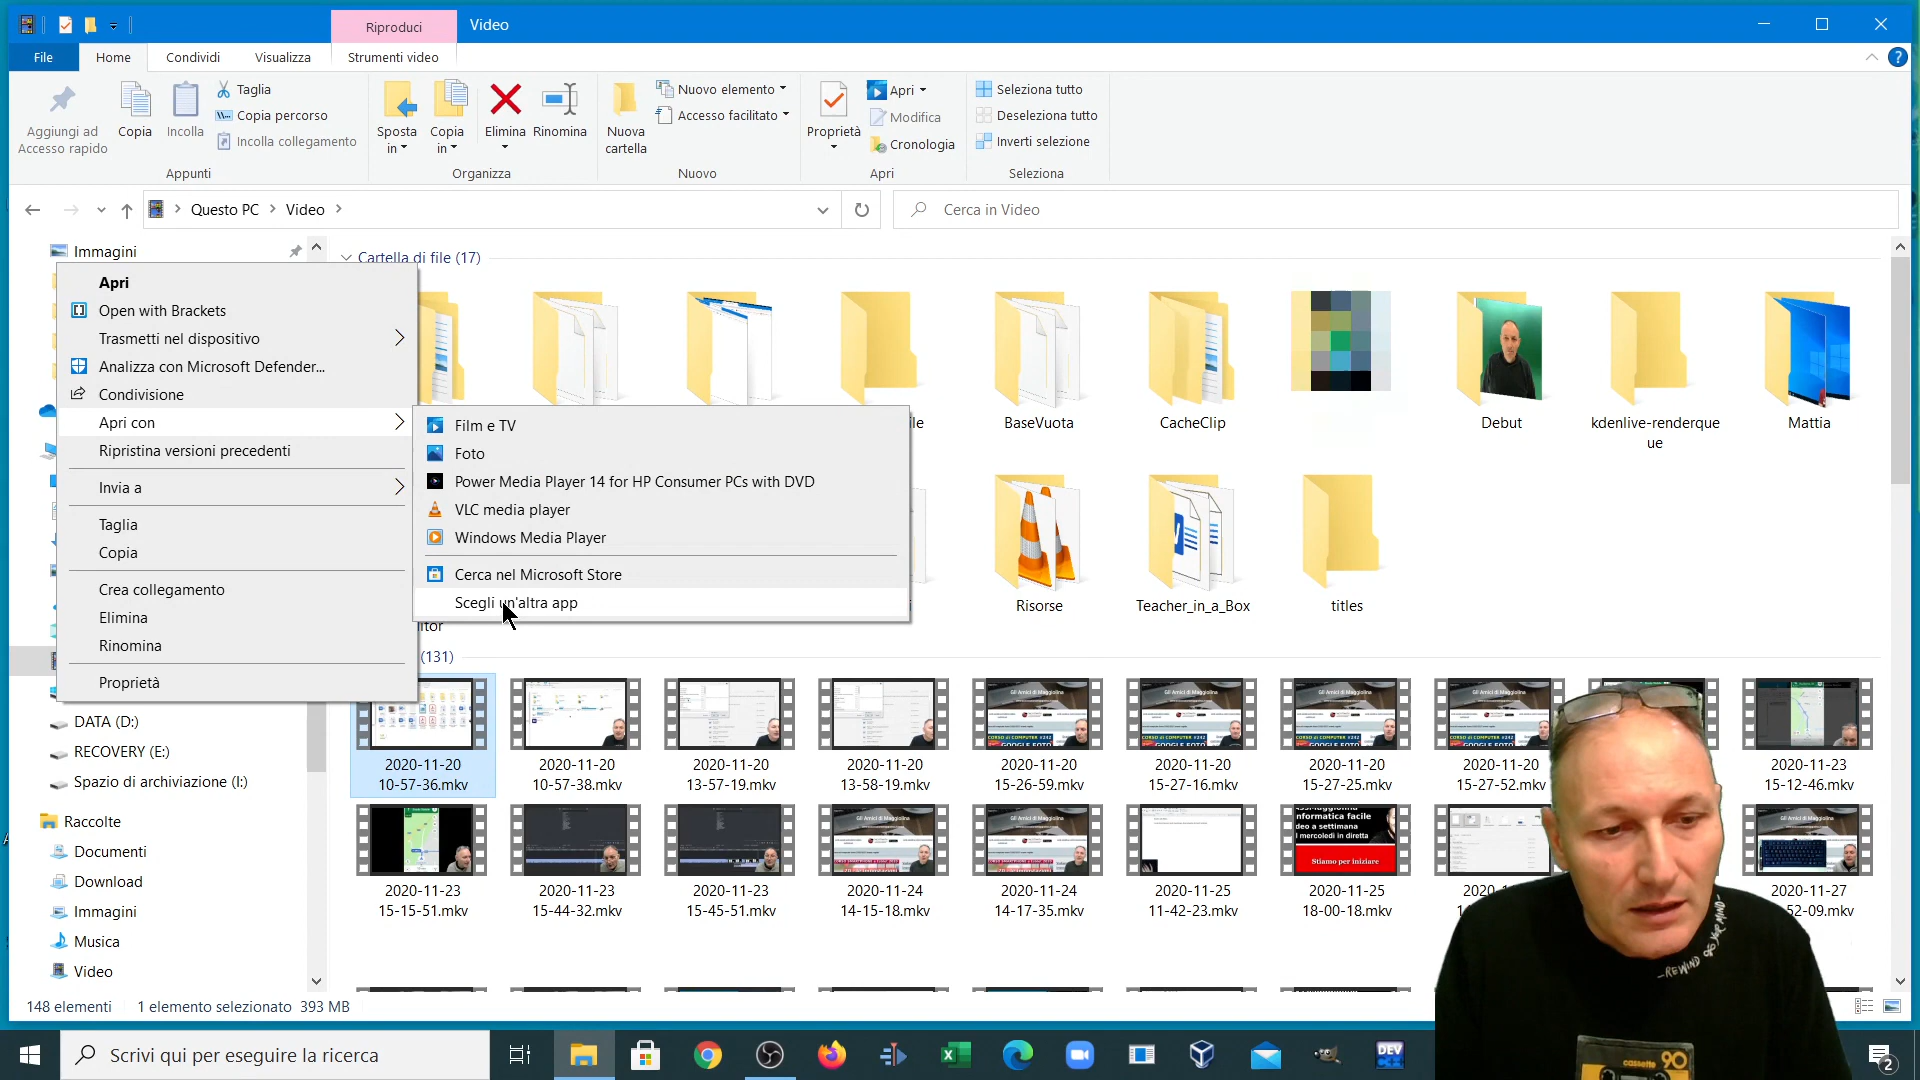 Riproduci
Video
File
Home
Condividi
Visualizza
Strumenti video
Aggiungi ad
Accesso rapido
Copia
Incolla
Taglia
Copia percorso
Incolla collegamento
Appunti
Sposta
in
Copia
in
Elimina
Rinomina
Organizza
Nuova
cartella
Nuovo elemento
Accesso facilitato
Nuovo
Proprietà
Apri
Modifica
Cronologia
Apri
Seleziona tutto
Deseleziona tutto
Inverti selezione
Seleziona
Questo PC
Video
Cerca in Video
Immagini
Cartella di file (17)
Apri
Open with Brackets
Trasmetti nel dispositivo
Analizza con Microsoft Defender...
Condivisione
Apri con
Ripristina versioni precedenti
Invia a
Taglia
Copia
Crea collegamento
Elimina
Rinomina
Proprietà
Film e TV
Foto
Power Media Player 14 for HP Consumer PCs with DVD
VLC media player
Windows Media Player
Cerca nel Microsoft Store
Scegli un'altra app
BaseVuota
CacheClip
Debut
kdenlive-renderque
ue
Mattia
Risorse
Teacher_in_a_Box
titles
(131)
DATA (D:)
RECOVERY (E:)
Spazio di archiviazione (I:)
Raccolte
Documenti
Download
Immagini
Musica
Video
2020-11-20
10-57-36.mkv
2020-11-20
10-57-38.mkv
2020-11-20
13-57-19.mkv
2020-11-20
13-58-19.mkv
2020-11-20
15-26-59.mkv
2020-11-20
15-27-16.mkv
2020-11-20
15-27-25.mkv
2020-11-20
15-27-52.mkv
2020-11-23
15-12-46.mkv
2020-11-23
15-15-51.mkv
2020-11-23
15-44-32.mkv
2020-11-23
15-45-51.mkv
2020-11-24
14-15-18.mkv
2020-11-24
14-17-35.mkv
2020-11-25
11-42-23.mkv
informatica facile
mercoledì in diretta
Stiamo per iniziare
2020-11-25
18-00-18.mkv
2020-11-27
52-09.mkv
REWIND
cassette 90
148 elementi
1 elemento selezionato 393 MB
Scrivi qui per eseguire la ricerca
DEV
2